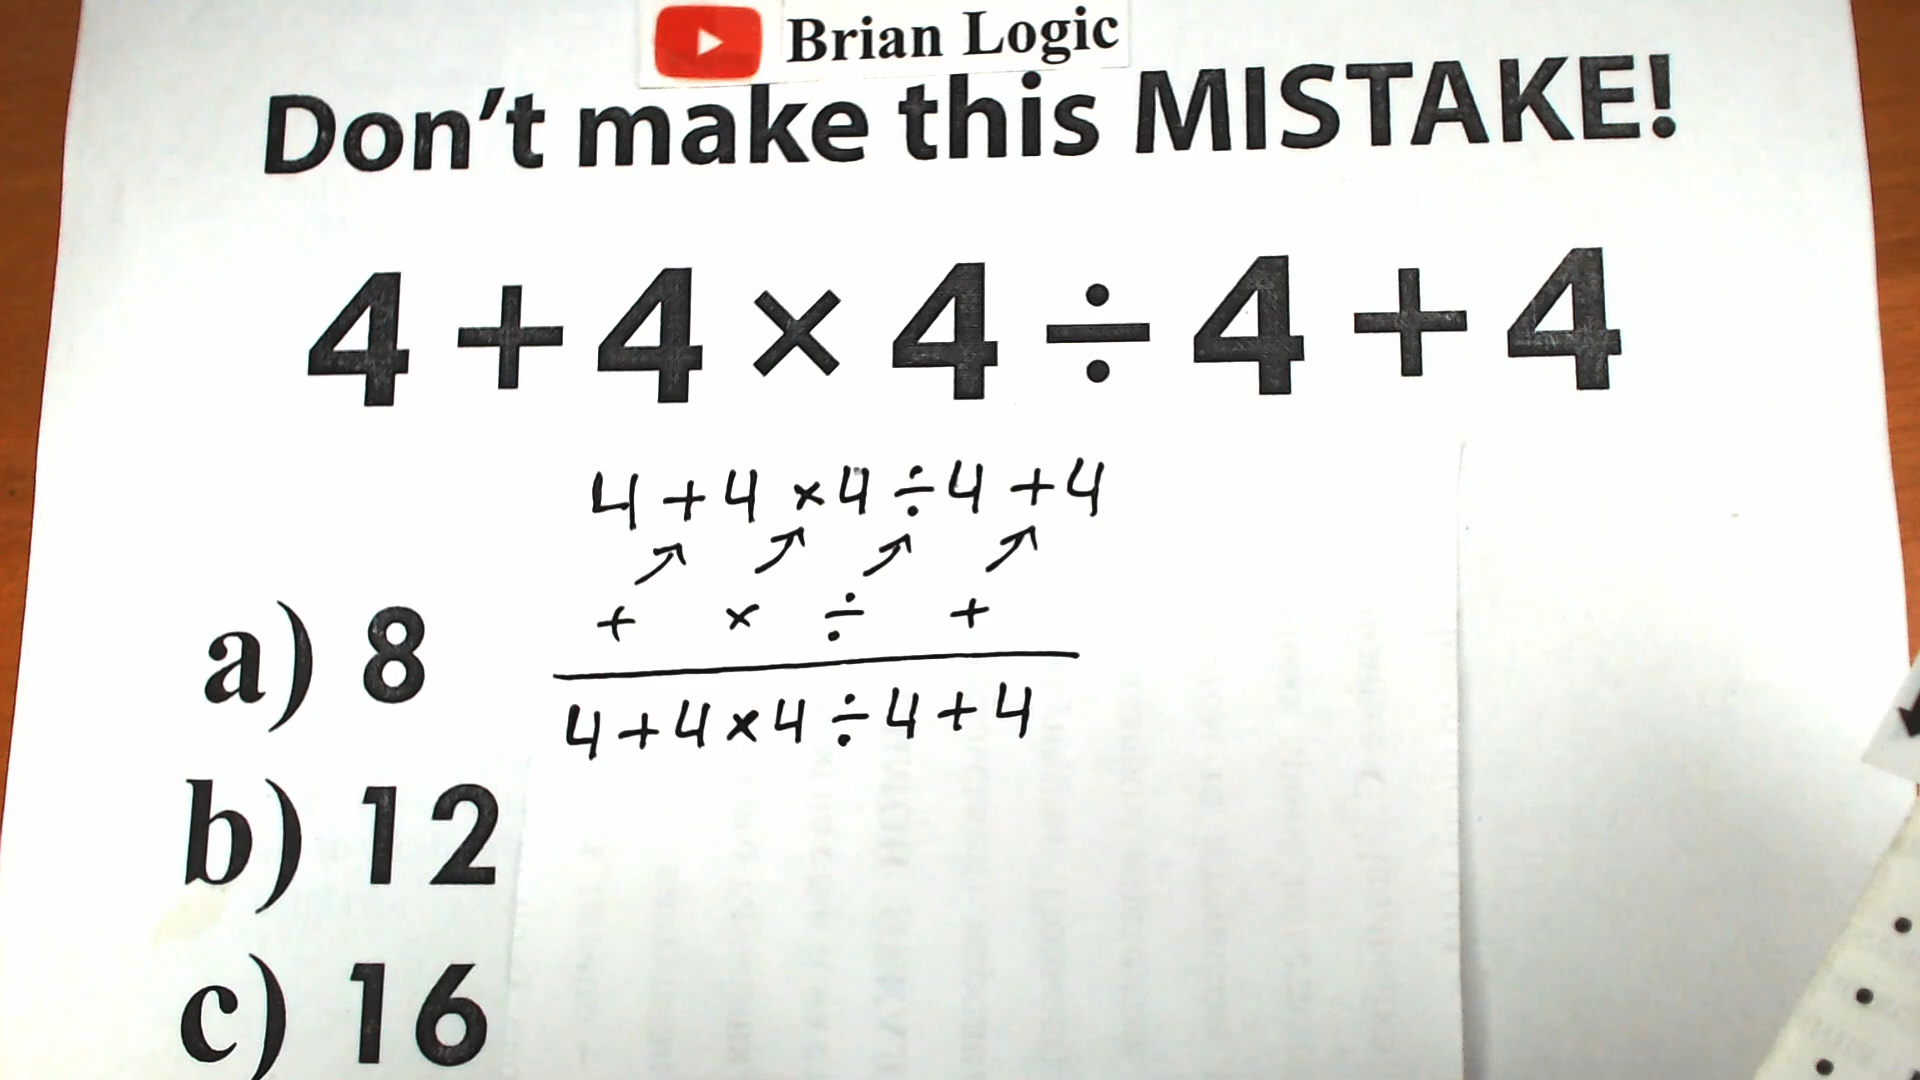 Brian Logic
Don't make this MISTAKE!
4 + 4 × 4 ÷ 4 + 4
4 + 4 × 4 ÷ 4 + 4
+ × ÷ +
4 + 4 × 4 ÷ 4 + 4
a) 8
b) 12
c) 16